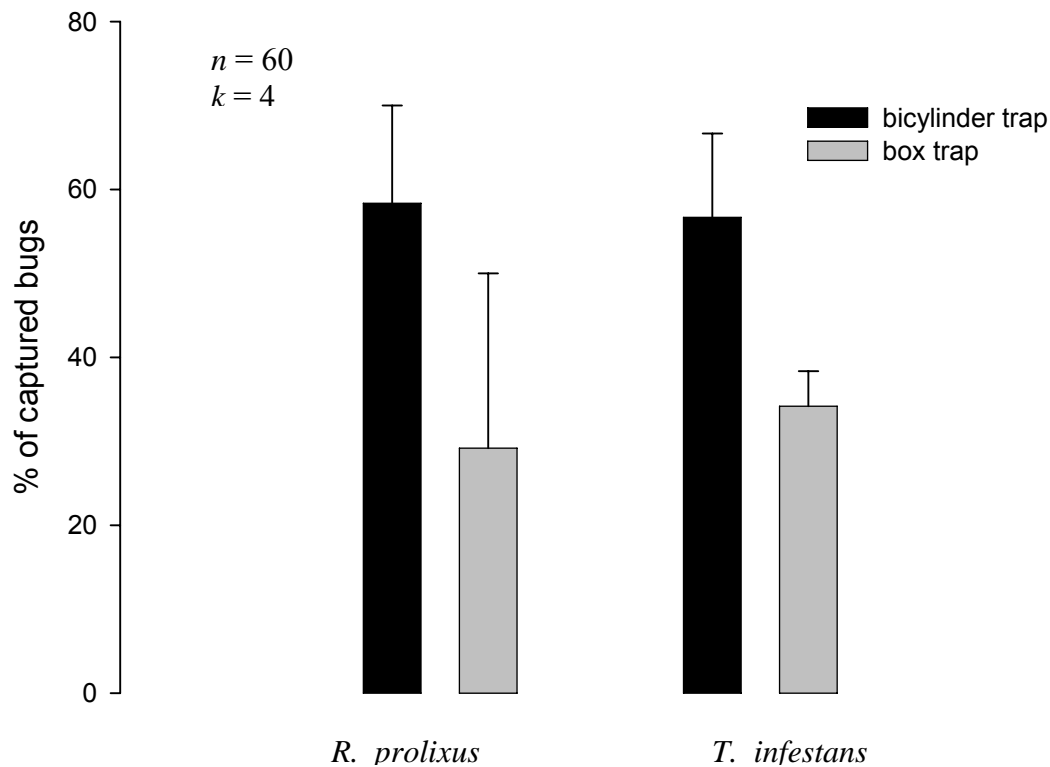 80
n = 60
k = 4
bicylinder trap
box trap
60
% of captured bugs
40
20
0
R. prolixus
T. infestans